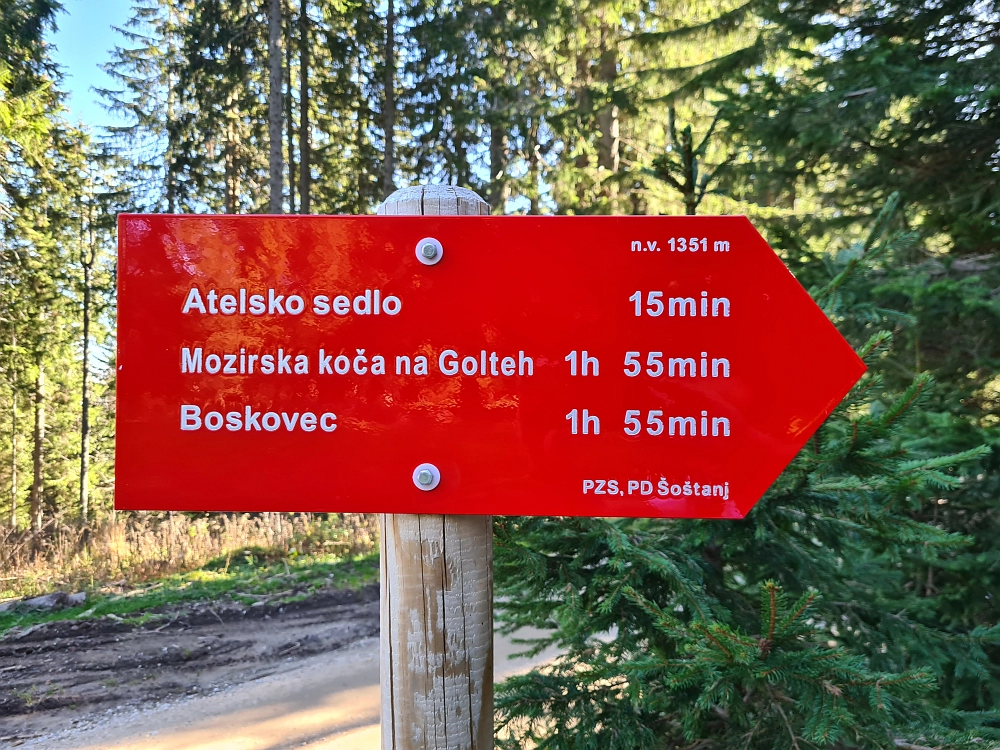 n.v. 1351 m
Atelsko sedlo 15min
Mozirska koča na Golteh 1h 55min
Boskovec 1h 55min
PZS, PD Šoštanj